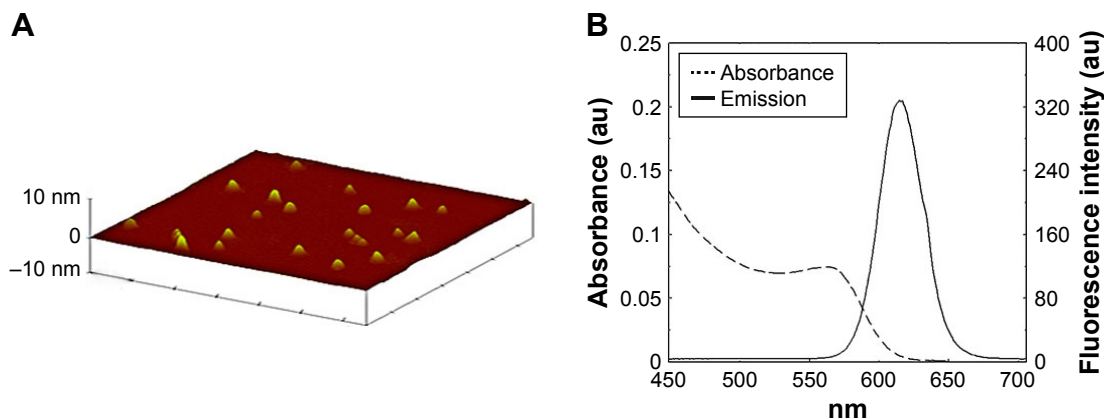 A
10 nm
0
–10 nm
B
Absorbance (au)
0.25
0.2
0.15
0.1
0.05
0
Absorbance
Emission
400
320
240
160
80
0
Fluorescence intensity (au)
450 500 550 600 650 700
nm